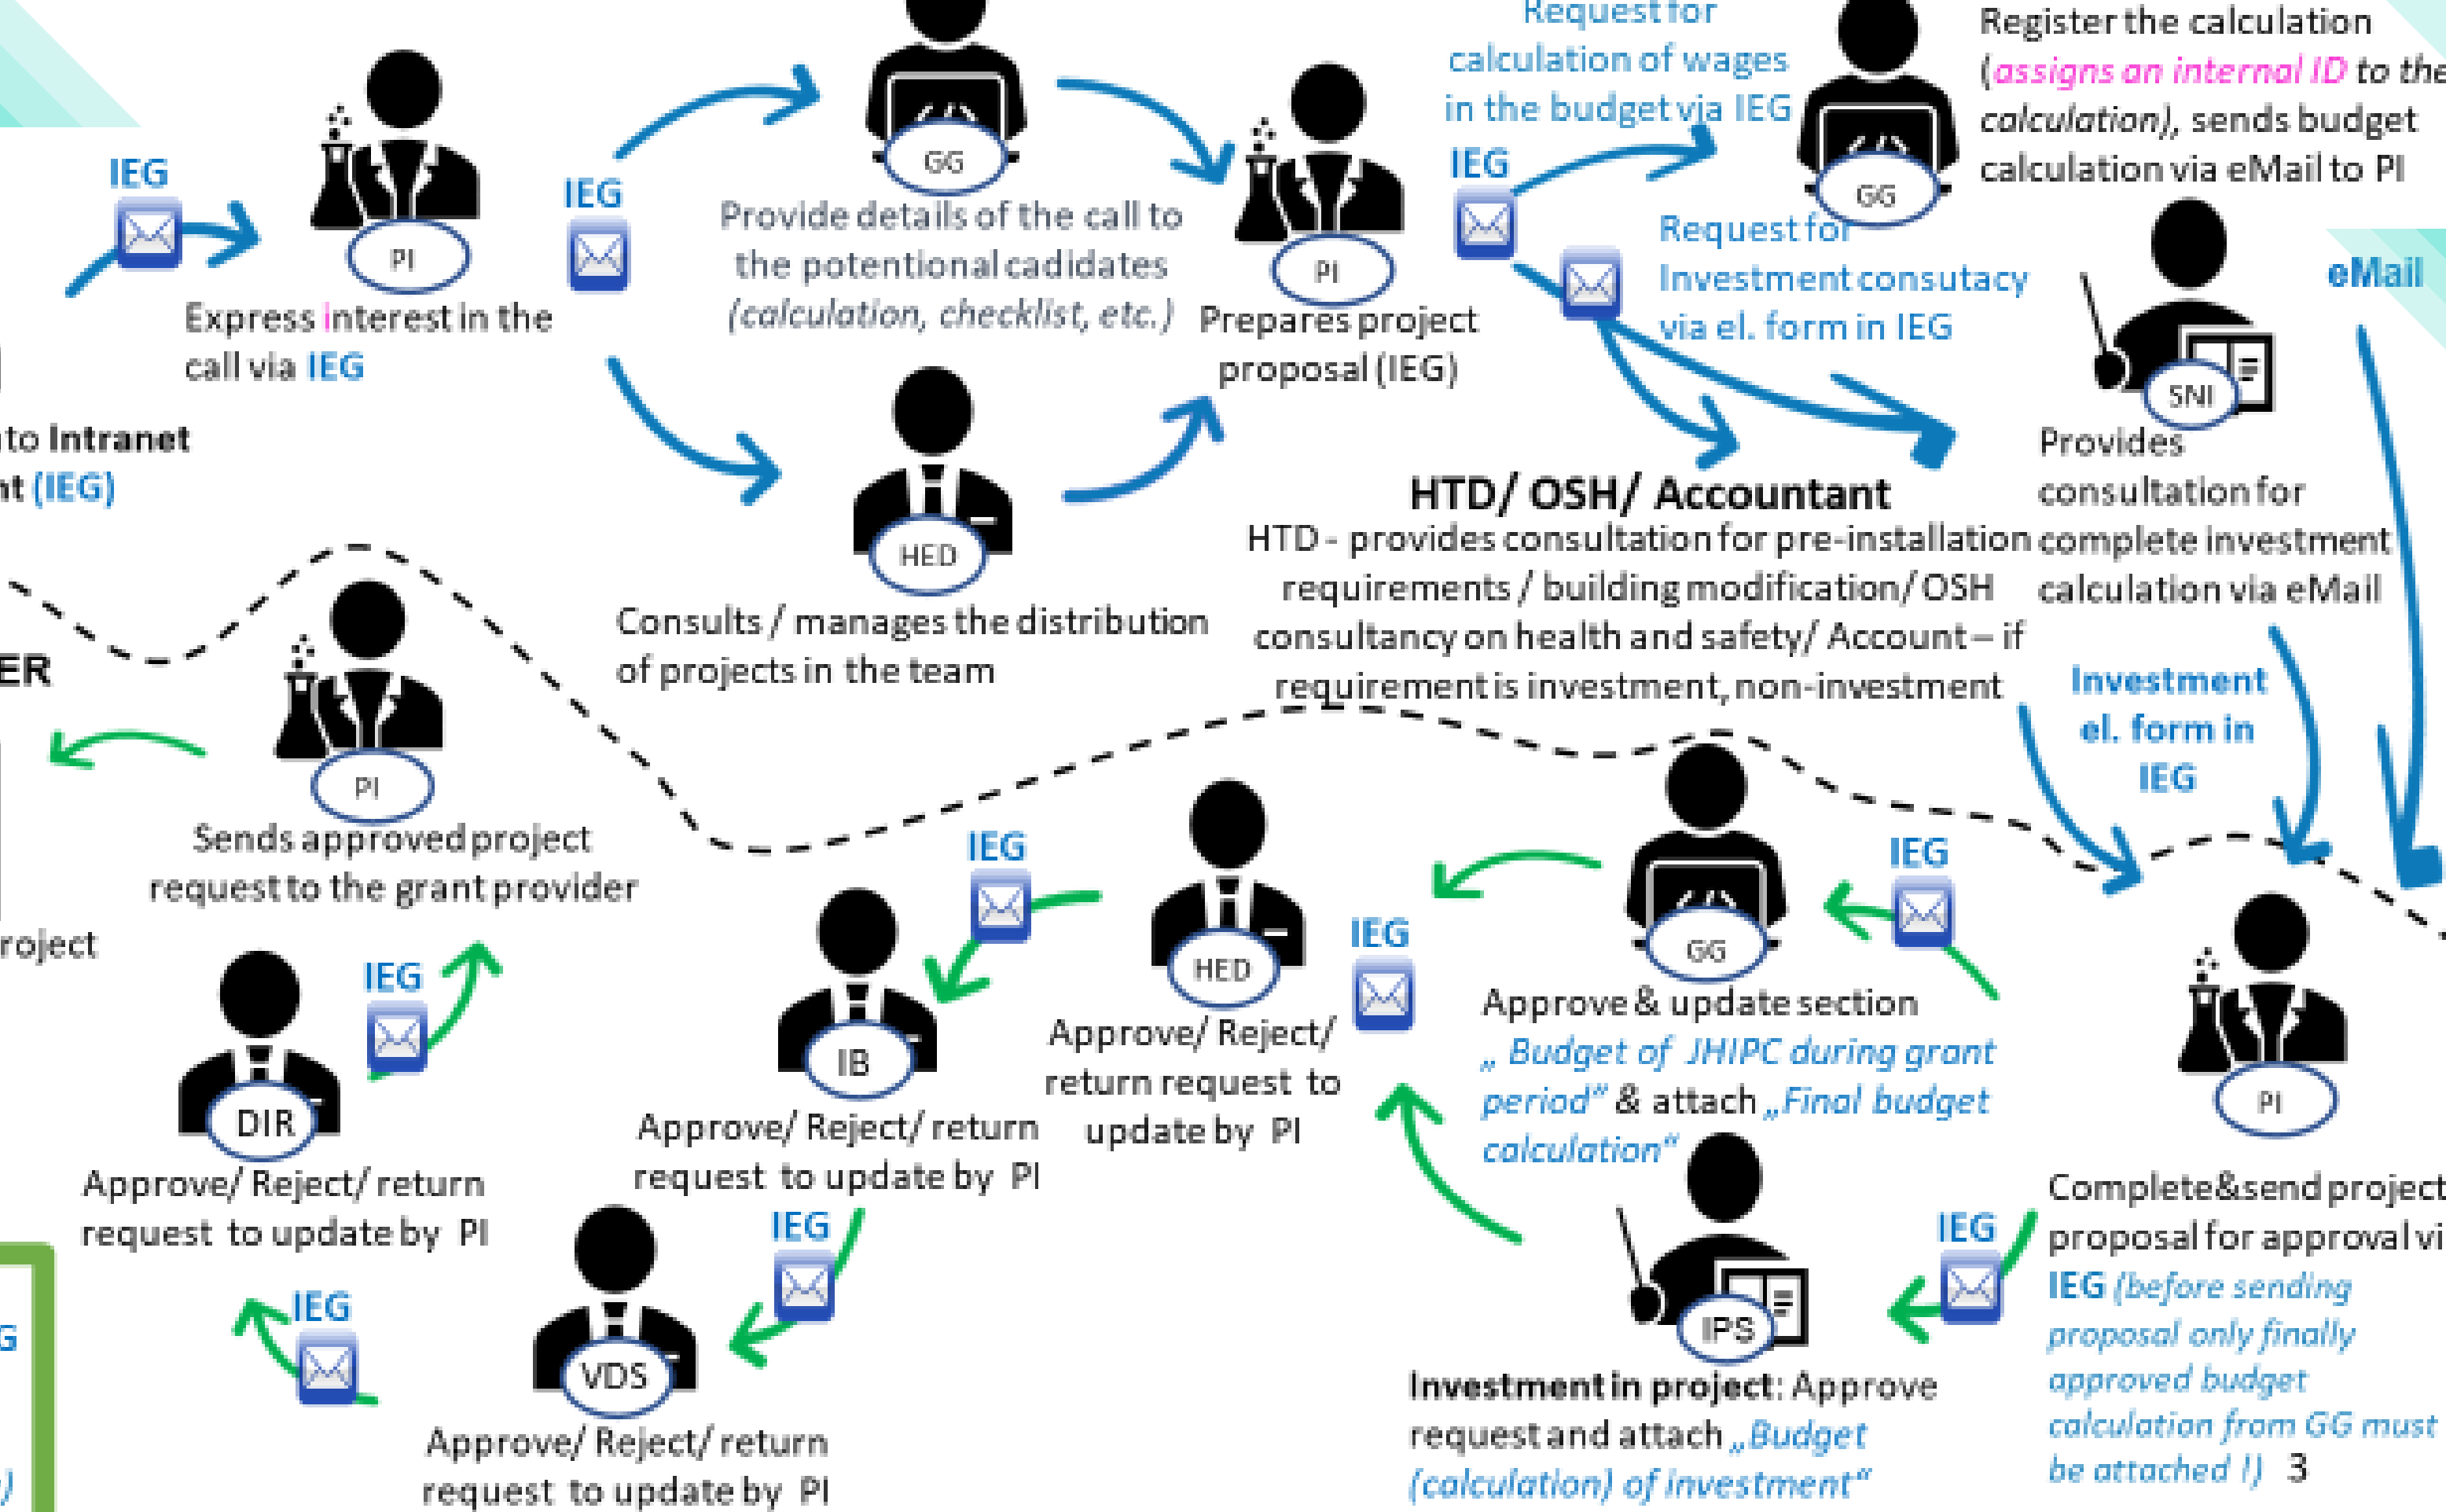 IEG
PI
Express interest in the
call via IEG
to Intranet
(IEG)
IEG
GG
Provide details of the call to
the potentional cadidates
(calculation, checklist, etc.)
HED
Consults / manages the distribution
of projects in the team
PI
Prepares project
proposal (IEG)
Request for
calculation of wages
in the budget via IEG
IEG
GG
Register the calculation
(assigns an internal ID to the
calculation), sends budget
calculation via eMail to PI
Request for
Investment consutacy
via el. form in IEG
SNI
eMail
Provides
consultation for
complete investment
calculation via eMail
HTD/ OSH/ Accountant
HTD - provides consultation for pre-installation
requirements / building modification/ OSH
consultancy on health and safety/ Account – if
requirement is investment, non-investment
Investment
el. form in
IEG
PI
Complete&send project
proposal for approval vi
IEG (before sending
proposal only finally
approved budget
calculation from GG must
be attached !) 3
IEG
GG
Approve & update section
„ Budget of JHIPC during grant
period“ & attach „Final budget
calculation“
IEG
IPS
Investment in project: Approve
request and attach „Budget
(calculation) of investment“
IEG
HED
Approve/ Reject/
return request to
update by PI
IEG
IB
Approve/ Reject/ return
request to update by PI
IEG
VDS
Approve/ Reject/ return
request to update by PI
IEG
DIR
Approve/ Reject/ return
request to update by PI
IEG
PI
Sends approved project
request to the grant provider
ER
roject
G